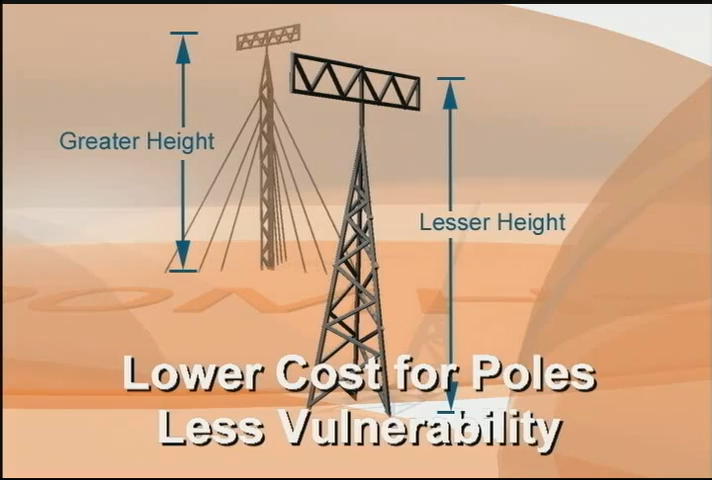 Greater Height
Lesser Height
Lower Cost for Poles
Less Vulnerability